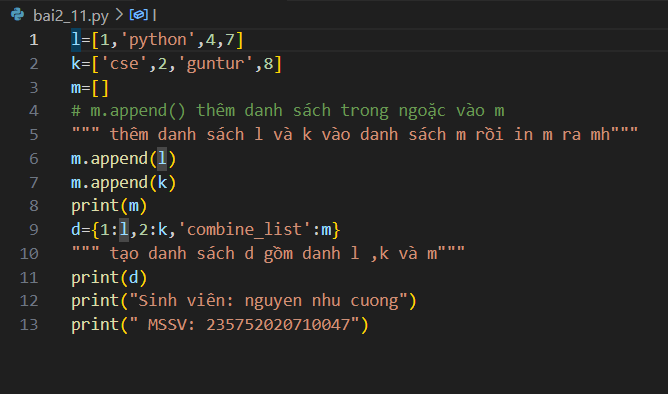 bai2_11.py > l
1 l=[1,'python',4,7]
2 k=['cse',2,'guntur',8]
3 m=[]
4 # m.append() thêm danh sách trong ngoặc vào m
5 """ thêm danh sách l và k vào danh sách m rồi in m ra mh"""
6 m.append(l)
7 m.append(k)
8 print(m)
9 d={1:l,2:k,'combine_list':m}
10 """ tạo danh sách d gồm danh l ,k và m"""
11 print(d)
12 print("Sinh viên: nguyen nhu cuong")
13 print(" MSSV: 235752020710047")